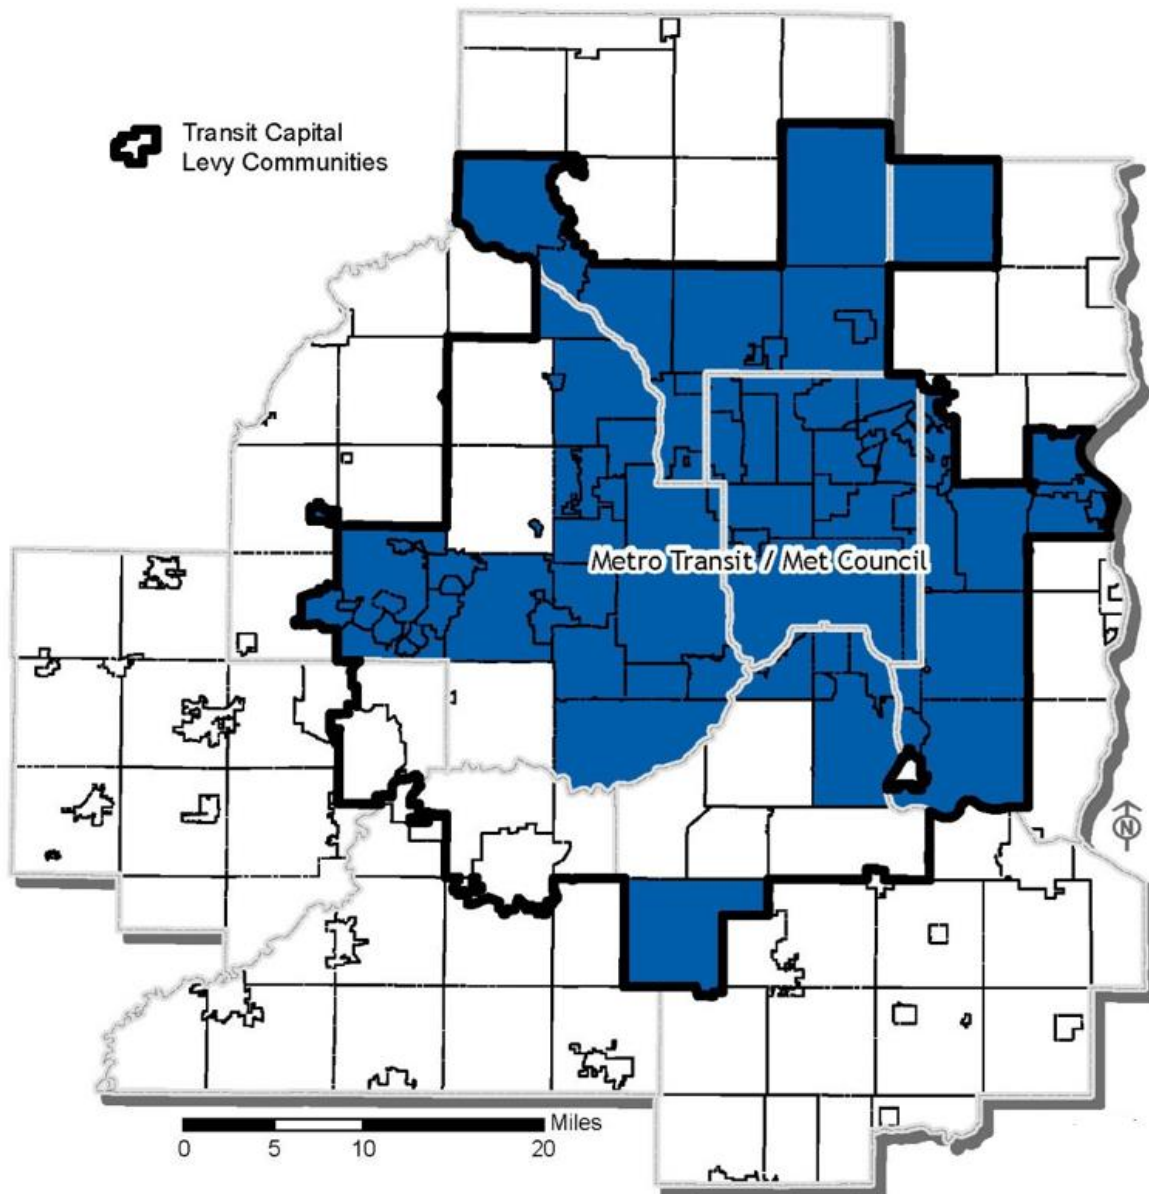 Transit Capital
Levy Communities
Metro Transit / Met Council
N
Miles
0 5 10 20